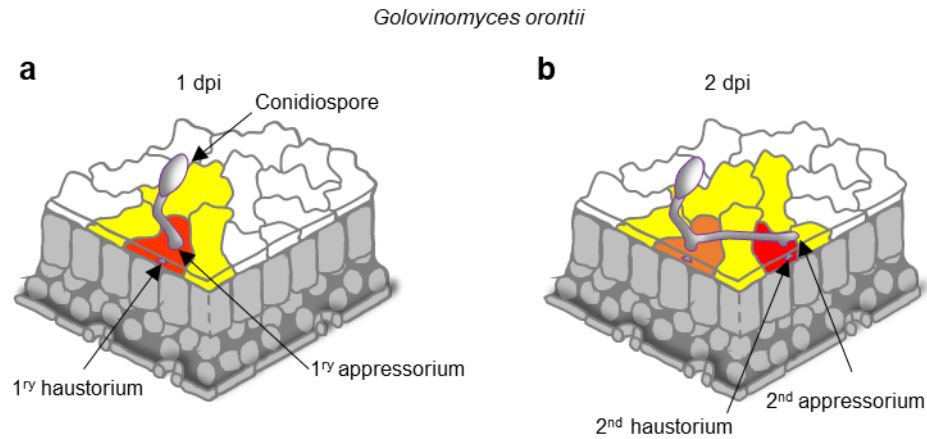 Golovinomyces orontii
a
1 dpi
Conidiospore
1ry haustorium
1ry appressorium
b
2 dpi
2nd appressorium
2nd haustorium